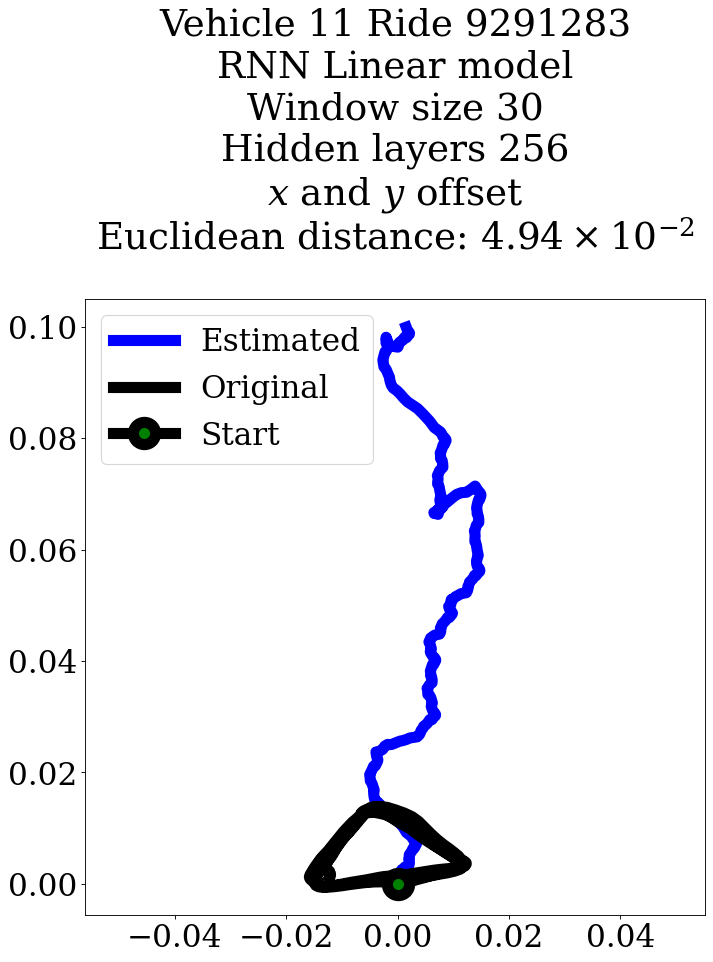 Vehicle 11 Ride 9291283
RNN Linear model
Window size 30
Hidden layers 256
x and y offset
Euclidean distance: 4.94 × 10⁻²
Estimated
Original
Start
0.10
0.08
0.06
0.04
0.02
0.00
−0.04 −0.02 0.00 0.02 0.04